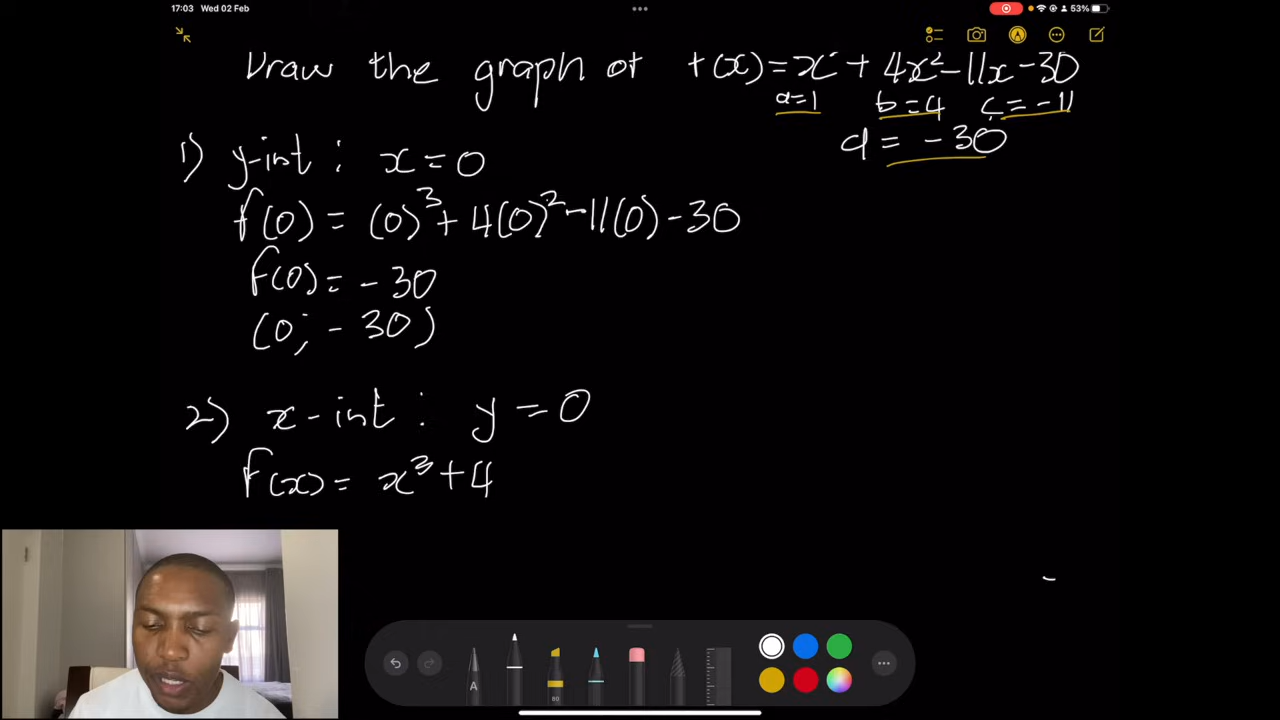 17:03 Wed 02 Feb
53%
Draw the graph of f(x) = x + 4x² - 11x - 30
a = 1 b = 4 c = -11
d = -30
1) y-int : x = 0
f(0) = (0)³ + 4(0)² - 11(0) - 30
f(0) = - 30
(0; - 30)
2) x-int : y = 0
f(x) = x³ + 4
A
80